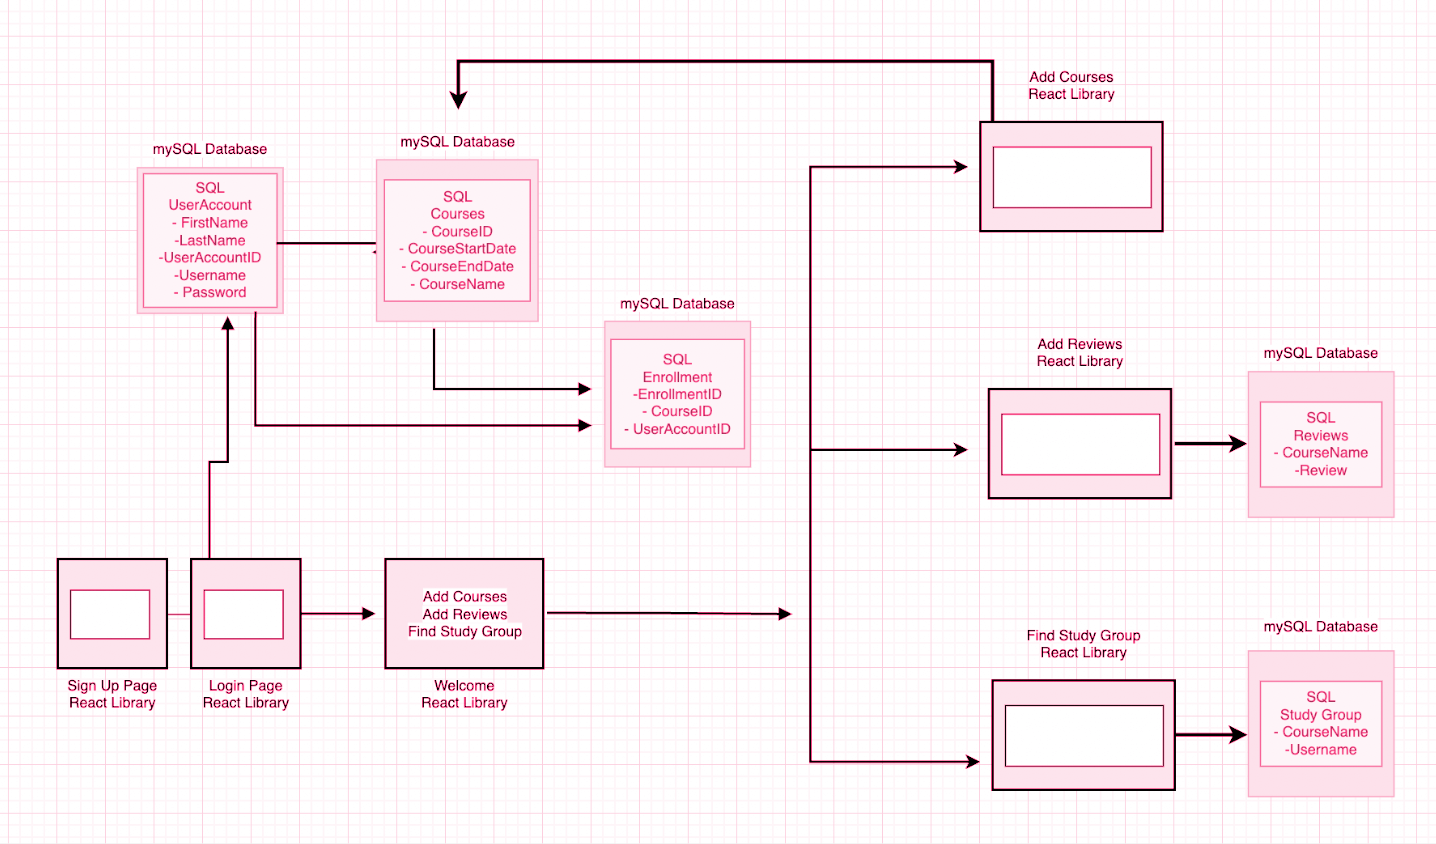 Add Courses
React Library
mySQL Database
SQL
UserAccount
- FirstName
-LastName
-UserAccountID
-Username
- Password
mySQL Database
SQL
Courses
- CourseID
- CourseStartDate
- CourseEndDate
- CourseName
mySQL Database
SQL
Enrollment
-EnrollmentID
- CourseID
- UserAccountID
Add Reviews
React Library
mySQL Database
SQL
Reviews
- CourseName
-Review
Sign Up Page
React Library
Login Page
React Library
Add Courses
Add Reviews
Find Study Group
Welcome
React Library
Find Study Group
React Library
mySQL Database
SQL
Study Group
- CourseName
-Username